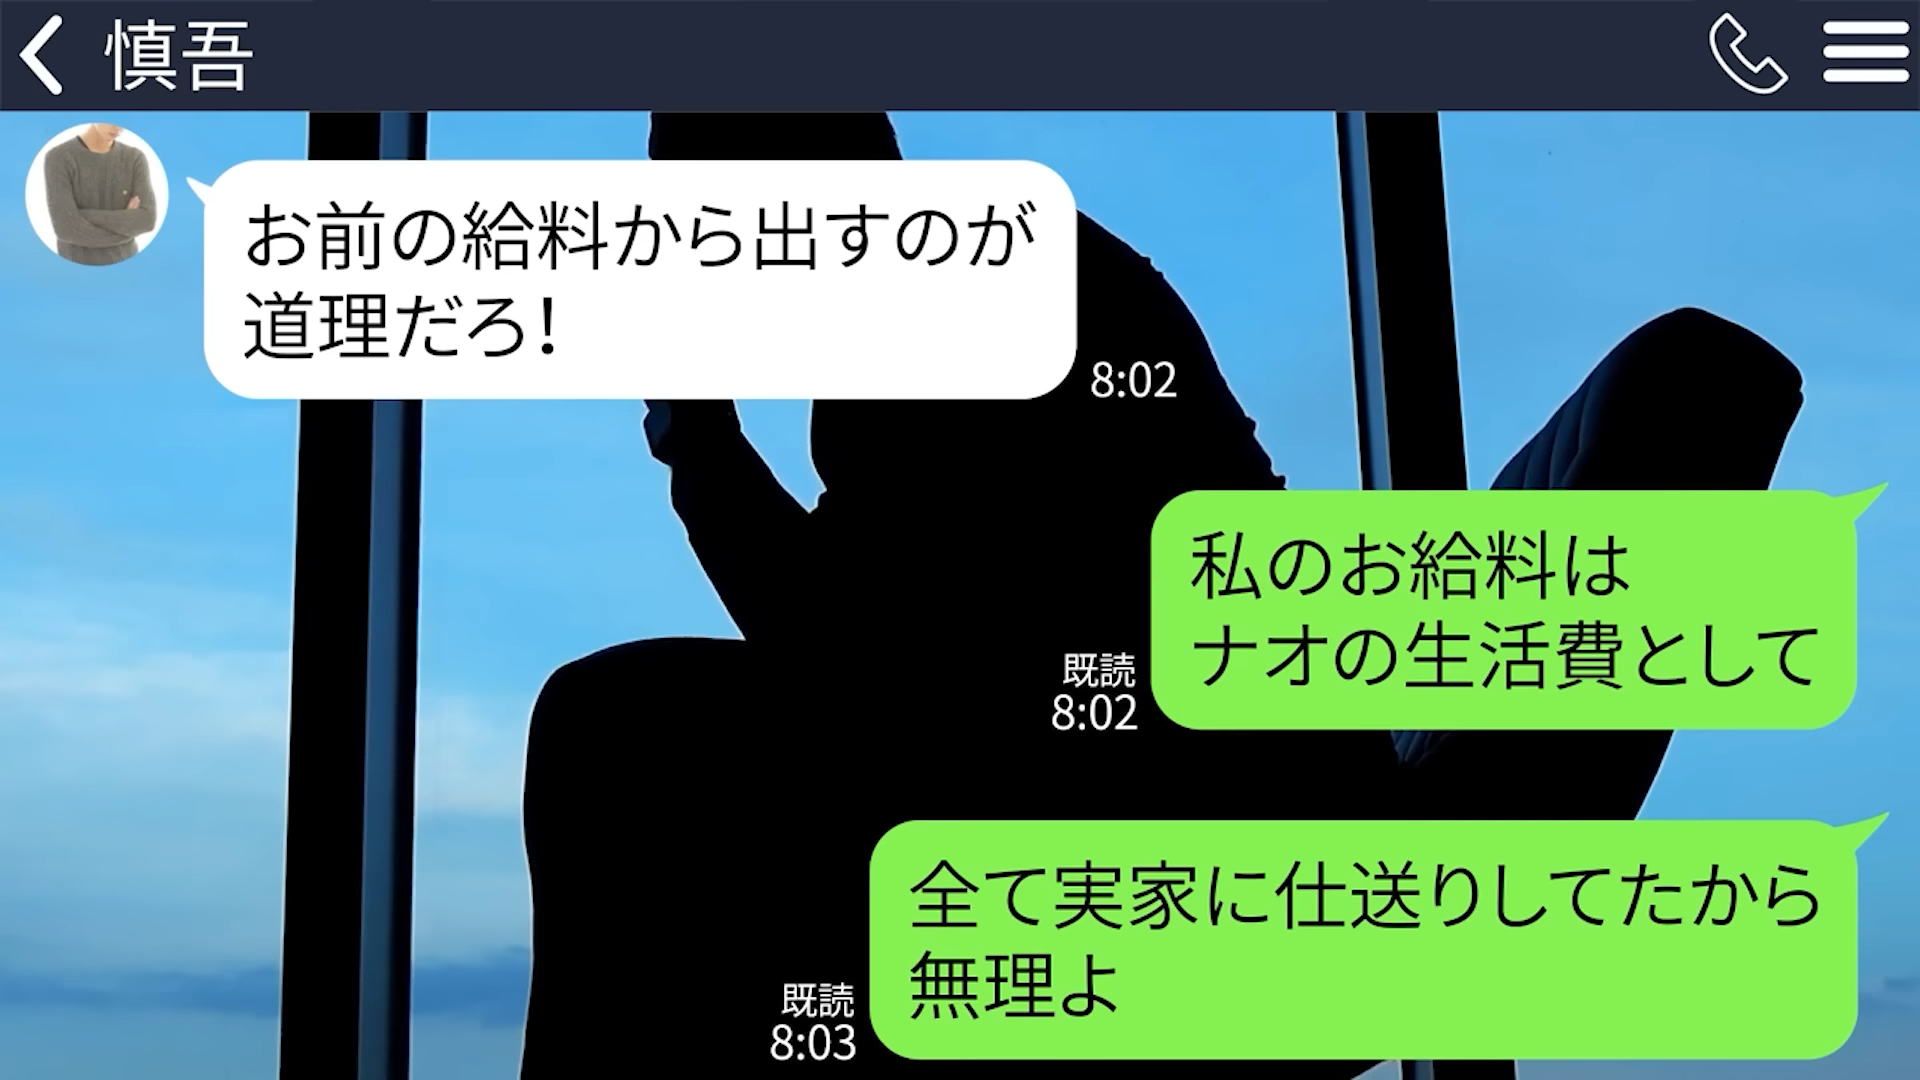 慎吾
お前の給料から出すのが
道理だろ!
8:02
私のお給料は
ナオの生活費として
既読
8:02
全て実家に仕送りしてたから
無理よ
既読
8:03